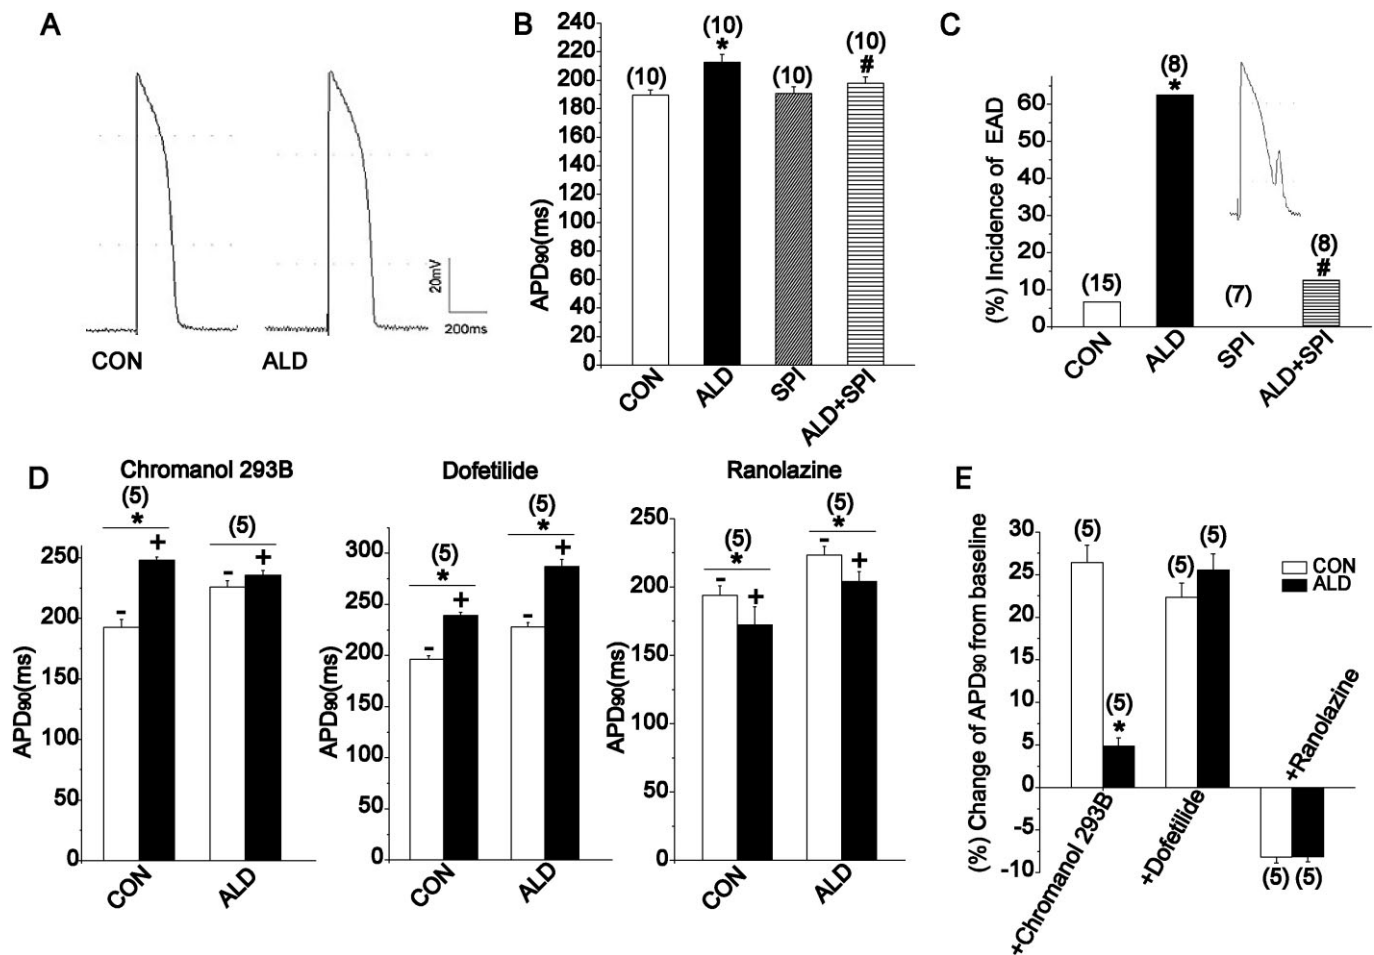 A
CON
ALD
20mV
200ms
B
APD90(ms)
240
220
200
180
160
140
120
100
80
60
40
20
0
(10)
(10)
*
(10)
(10)
#
CON
ALD
SPI
ALD+SPI
C
(%) Incidence of EAD
60
50
40
30
20
10
0
(15)
(8)
*
(7)
(8)
#
CON
ALD
SPI
ALD+SPI
D
Chromanol 293B
APD90(ms)
250
200
150
100
50
0
(5)
*
-
+
(5)
-
+
CON
ALD
Dofetilide
APD90(ms)
300
250
200
150
100
50
0
(5)
*
-
+
(5)
*
-
+
CON
ALD
Ranolazine
APD90(ms)
250
200
150
100
50
0
(5)
*
-
+
(5)
*
-
+
CON
ALD
E
(%) Change of APD90 from baseline
30
25
20
15
10
5
0
-5
-10
(5)
(5)
*
(5)
(5)
(5)
(5)
CON
ALD
+Chromanol 293B
+Dofetilide
+Ranolazine